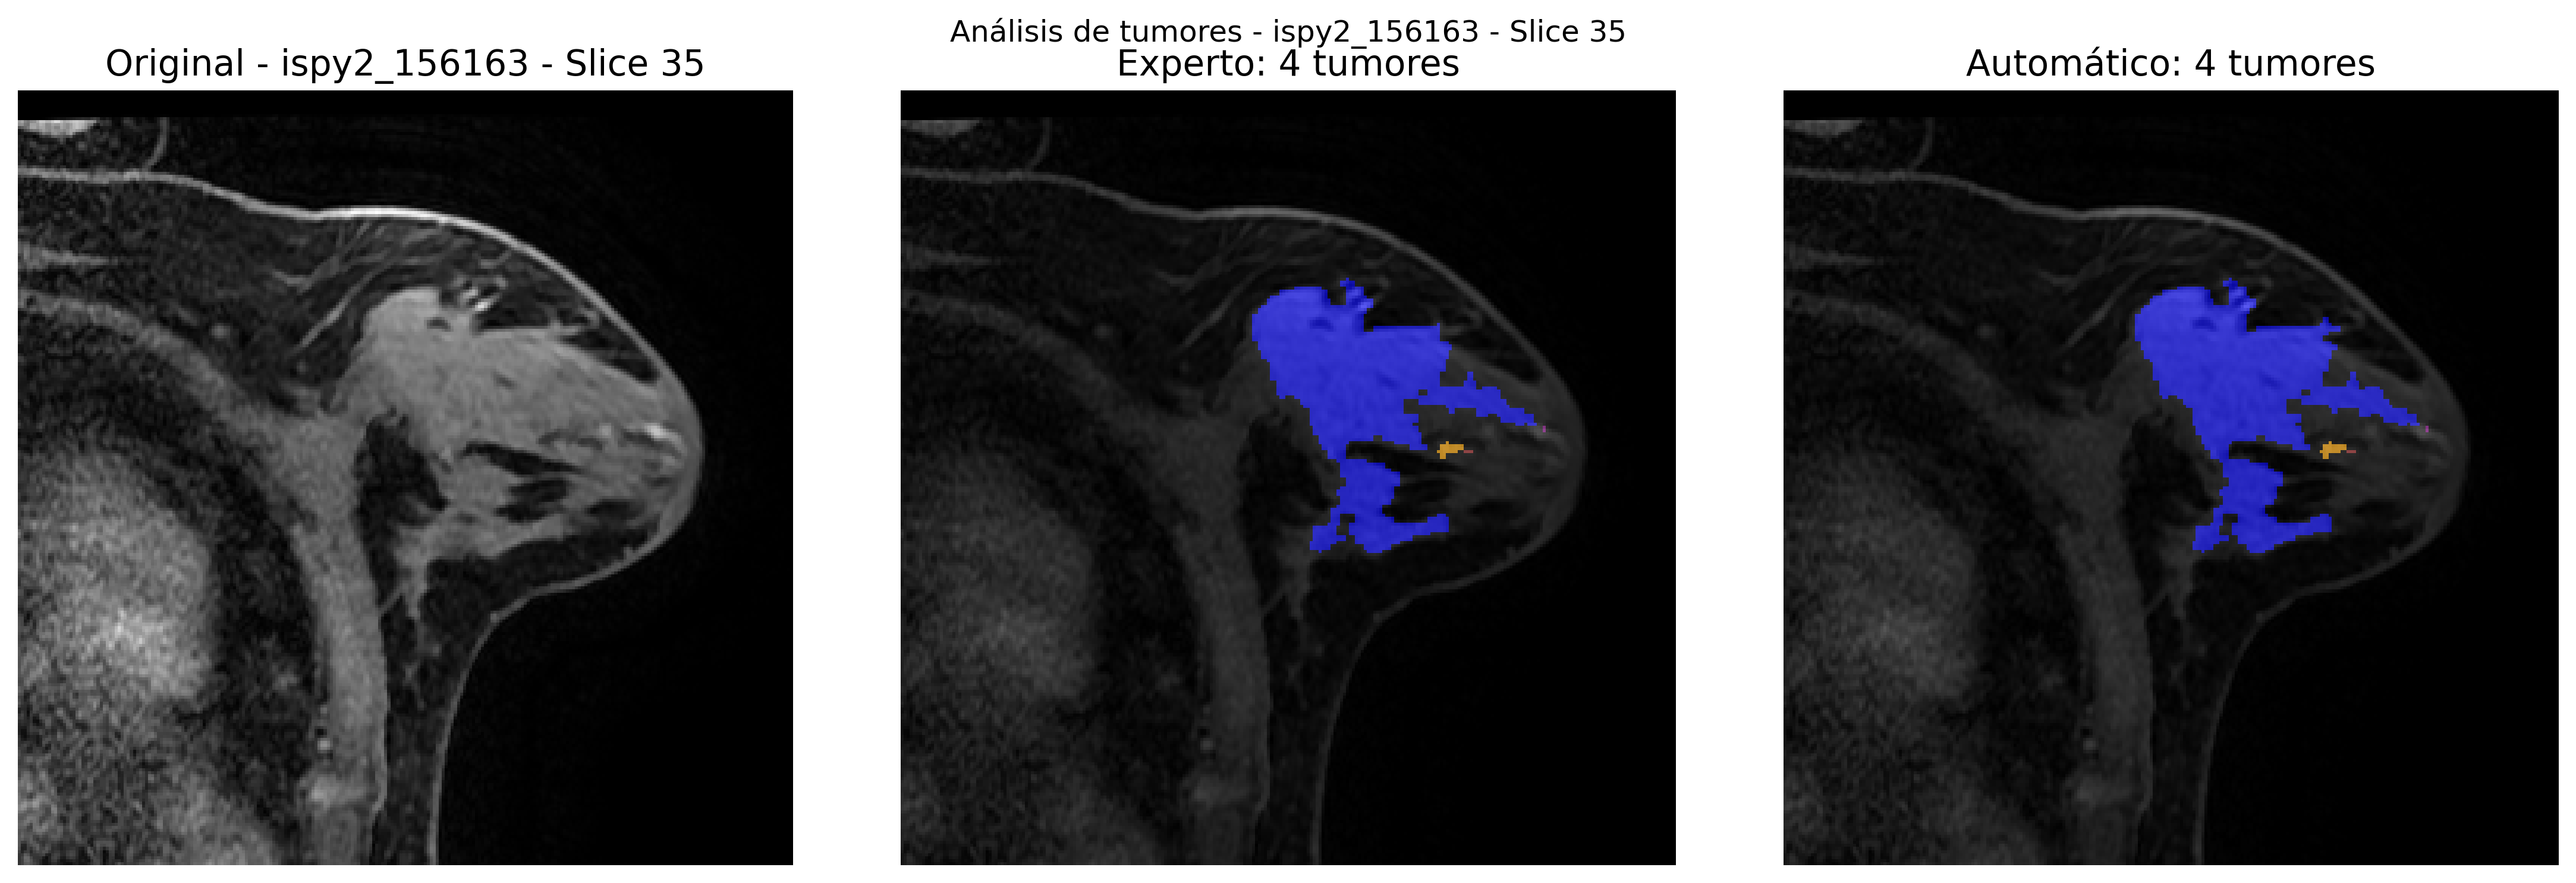 Análisis de tumores - ispy2_156163 - Slice 35
Original - ispy2_156163 - Slice 35
Experto: 4 tumores
Automático: 4 tumores